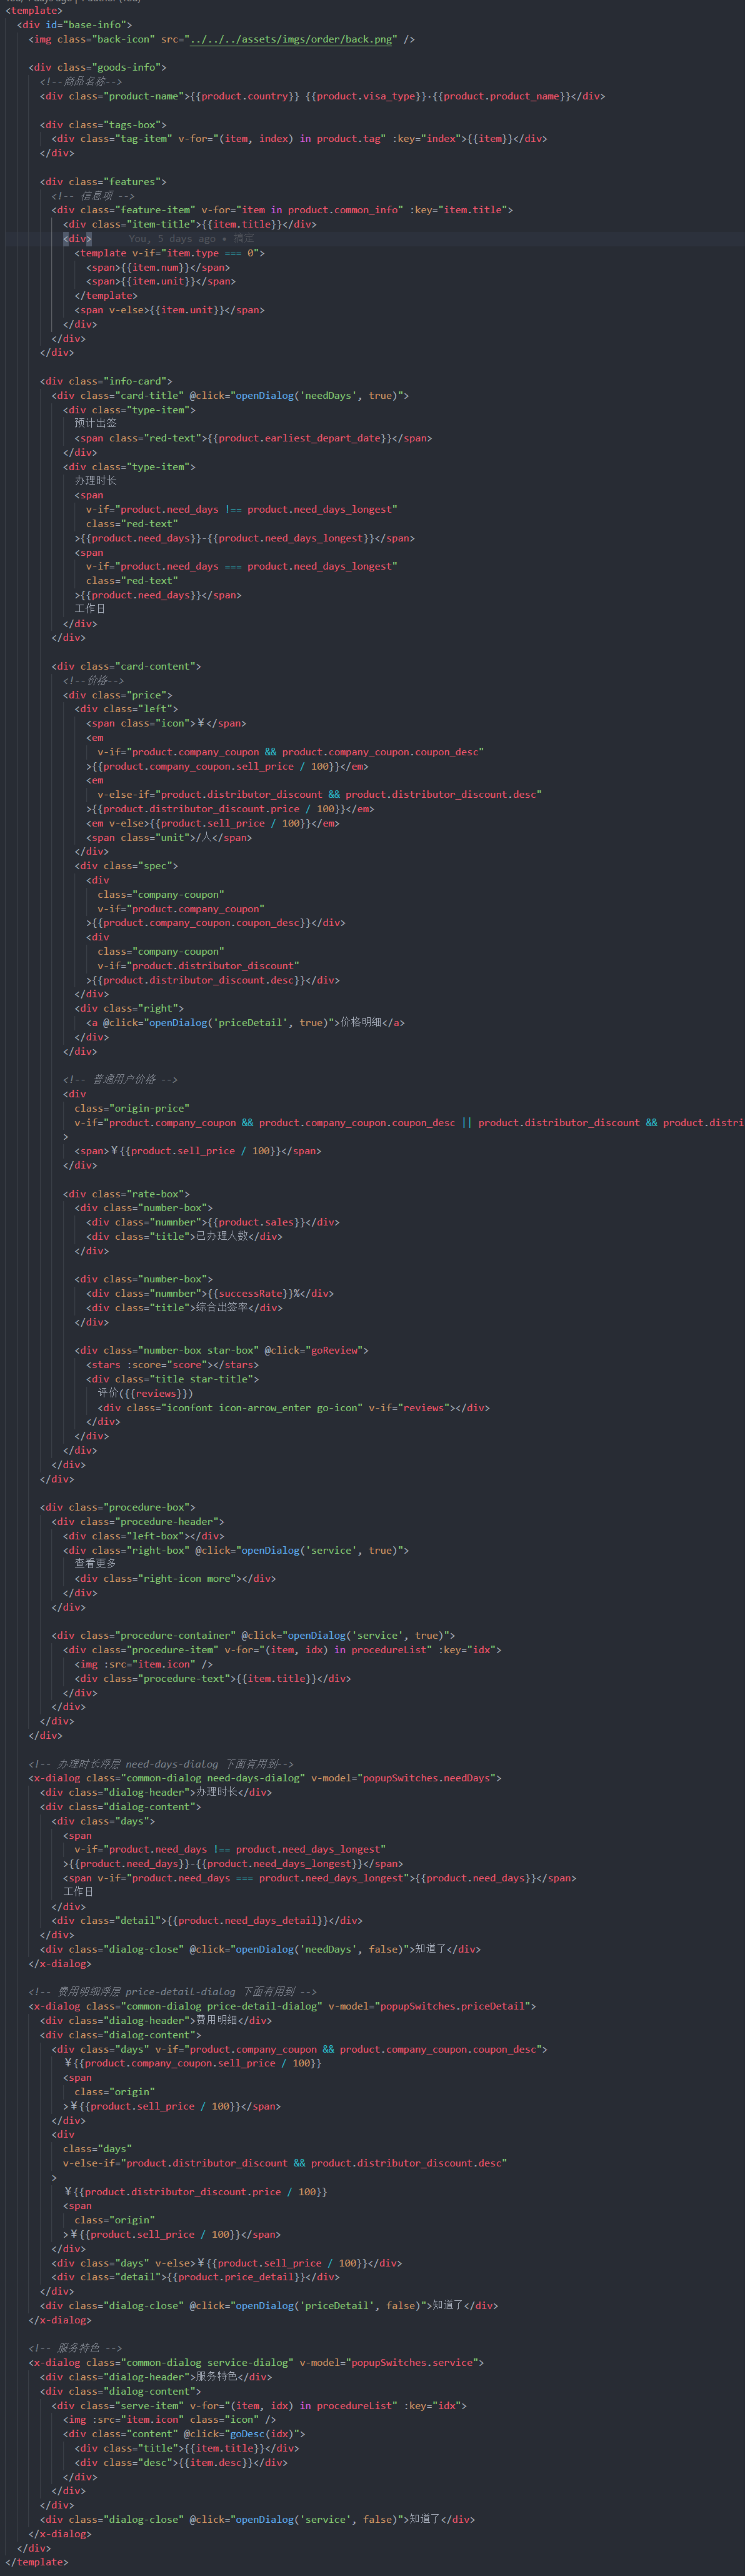 <template>
<div id="base-info">
<img class="back-icon" src="../../../assets/imgs/order/back.png" />
<div class="goods-info">
<!--商品名称-->
<div class="product-name">{{product.country}} {{product.visa_type}}·{{product.product_name}}</div>
<div class="tags-box">
<div class="tag-item" v-for="(item, index) in product.tag" :key="index">{{item}}</div>
</div>
<div class="features">
<!-- 信息项 -->
<div class="feature-item" v-for="item in product.common_info" :key="item.title">
<div class="item-title">{{item.title}}</div>
<div> You, 5 days ago • 搞定
<template v-if="item.type === 0">
<span>{{item.num}}</span>
<span>{{item.unit}}</span>
</template>
<span v-else>{{item.unit}}</span>
</div>
</div>
</div>
<div class="info-card">
<div class="card-title" @click="openDialog('needDays', true)">
<div class="type-item">
预计出签
<span class="red-text">{{product.earliest_depart_date}}</span>
</div>
<div class="type-item">
办理时长
<span
v-if="product.need_days !== product.need_days_longest"
class="red-text"
>{{product.need_days}}-{{product.need_days_longest}}</span>
<span
v-if="product.need_days === product.need_days_longest"
class="red-text"
>{{product.need_days}}</span>
工作日
</div>
</div>
<div class="card-content">
<!--价格-->
<div class="price">
<div class="left">
<span class="icon">￥</span>
<em
v-if="product.company_coupon && product.company_coupon.coupon_desc"
>{{product.company_coupon.sell_price / 100}}</em>
<em
v-else-if="product.distributor_discount && product.distributor_discount.desc"
>{{product.distributor_discount.price / 100}}</em>
<em v-else>{{product.sell_price / 100}}</em>
<span class="unit">/人</span>
</div>
<div class="spec">
<div
class="company-coupon"
v-if="product.company_coupon"
>{{product.company_coupon.coupon_desc}}</div>
<div
class="company-coupon"
v-if="product.distributor_discount"
>{{product.distributor_discount.desc}}</div>
</div>
<div class="right">
<a @click="openDialog('priceDetail', true)">价格明细</a>
</div>
</div>
<!-- 普通用户价格 -->
<div
class="origin-price"
v-if="product.company_coupon && product.company_coupon.coupon_desc || product.distributor_discount && product.distri
>
<span>￥{{product.sell_price / 100}}</span>
</div>
<div class="rate-box">
<div class="number-box">
<div class="numnber">{{product.sales}}</div>
<div class="title">已办理人数</div>
</div>
<div class="number-box">
<div class="numnber">{{successRate}}%</div>
<div class="title">综合出签率</div>
</div>
<div class="number-box star-box" @click="goReview">
<stars :score="score"></stars>
<div class="title star-title">
评价({{reviews}})
<div class="iconfont icon-arrow_enter go-icon" v-if="reviews"></div>
</div>
</div>
</div>
</div>
</div>
<div class="procedure-box">
<div class="procedure-header">
<div class="left-box"></div>
<div class="right-box" @click="openDialog('service', true)">
查看更多
<div class="right-icon more"></div>
</div>
</div>
<div class="procedure-container" @click="openDialog('service', true)">
<div class="procedure-item" v-for="(item, idx) in procedureList" :key="idx">
<img :src="item.icon" />
<div class="procedure-text">{{item.title}}</div>
</div>
</div>
</div>
</div>
<!-- 办理时长浮层 need-days-dialog 下面有用到-->
<x-dialog class="common-dialog need-days-dialog" v-model="popupSwitches.needDays">
<div class="dialog-header">办理时长</div>
<div class="dialog-content">
<div class="days">
<span
v-if="product.need_days !== product.need_days_longest"
>{{product.need_days}}-{{product.need_days_longest}}</span>
<span v-if="product.need_days === product.need_days_longest">{{product.need_days}}</span>
工作日
</div>
<div class="detail">{{product.need_days_detail}}</div>
</div>
<div class="dialog-close" @click="openDialog('needDays', false)">知道了</div>
</x-dialog>
<!-- 费用明细浮层 price-detail-dialog 下面有用到 -->
<x-dialog class="common-dialog price-detail-dialog" v-model="popupSwitches.priceDetail">
<div class="dialog-header">费用明细</div>
<div class="dialog-content">
<div class="days" v-if="product.company_coupon && product.company_coupon.coupon_desc">
￥{{product.company_coupon.sell_price / 100}}
<span
class="origin"
>￥{{product.sell_price / 100}}</span>
</div>
<div
class="days"
v-else-if="product.distributor_discount && product.distributor_discount.desc"
>
￥{{product.distributor_discount.price / 100}}
<span
class="origin"
>￥{{product.sell_price / 100}}</span>
</div>
<div class="days" v-else>￥{{product.sell_price / 100}}</div>
<div class="detail">{{product.price_detail}}</div>
</div>
<div class="dialog-close" @click="openDialog('priceDetail', false)">知道了</div>
</x-dialog>
<!-- 服务特色 -->
<x-dialog class="common-dialog service-dialog" v-model="popupSwitches.service">
<div class="dialog-header">服务特色</div>
<div class="dialog-content">
<div class="serve-item" v-for="(item, idx) in procedureList" :key="idx">
<img :src="item.icon" class="icon" />
<div class="content" @click="goDesc(idx)">
<div class="title">{{item.title}}</div>
<div class="desc">{{item.desc}}</div>
</div>
</div>
</div>
<div class="dialog-close" @click="openDialog('service', false)">知道了</div>
</x-dialog>
</div>
</template>